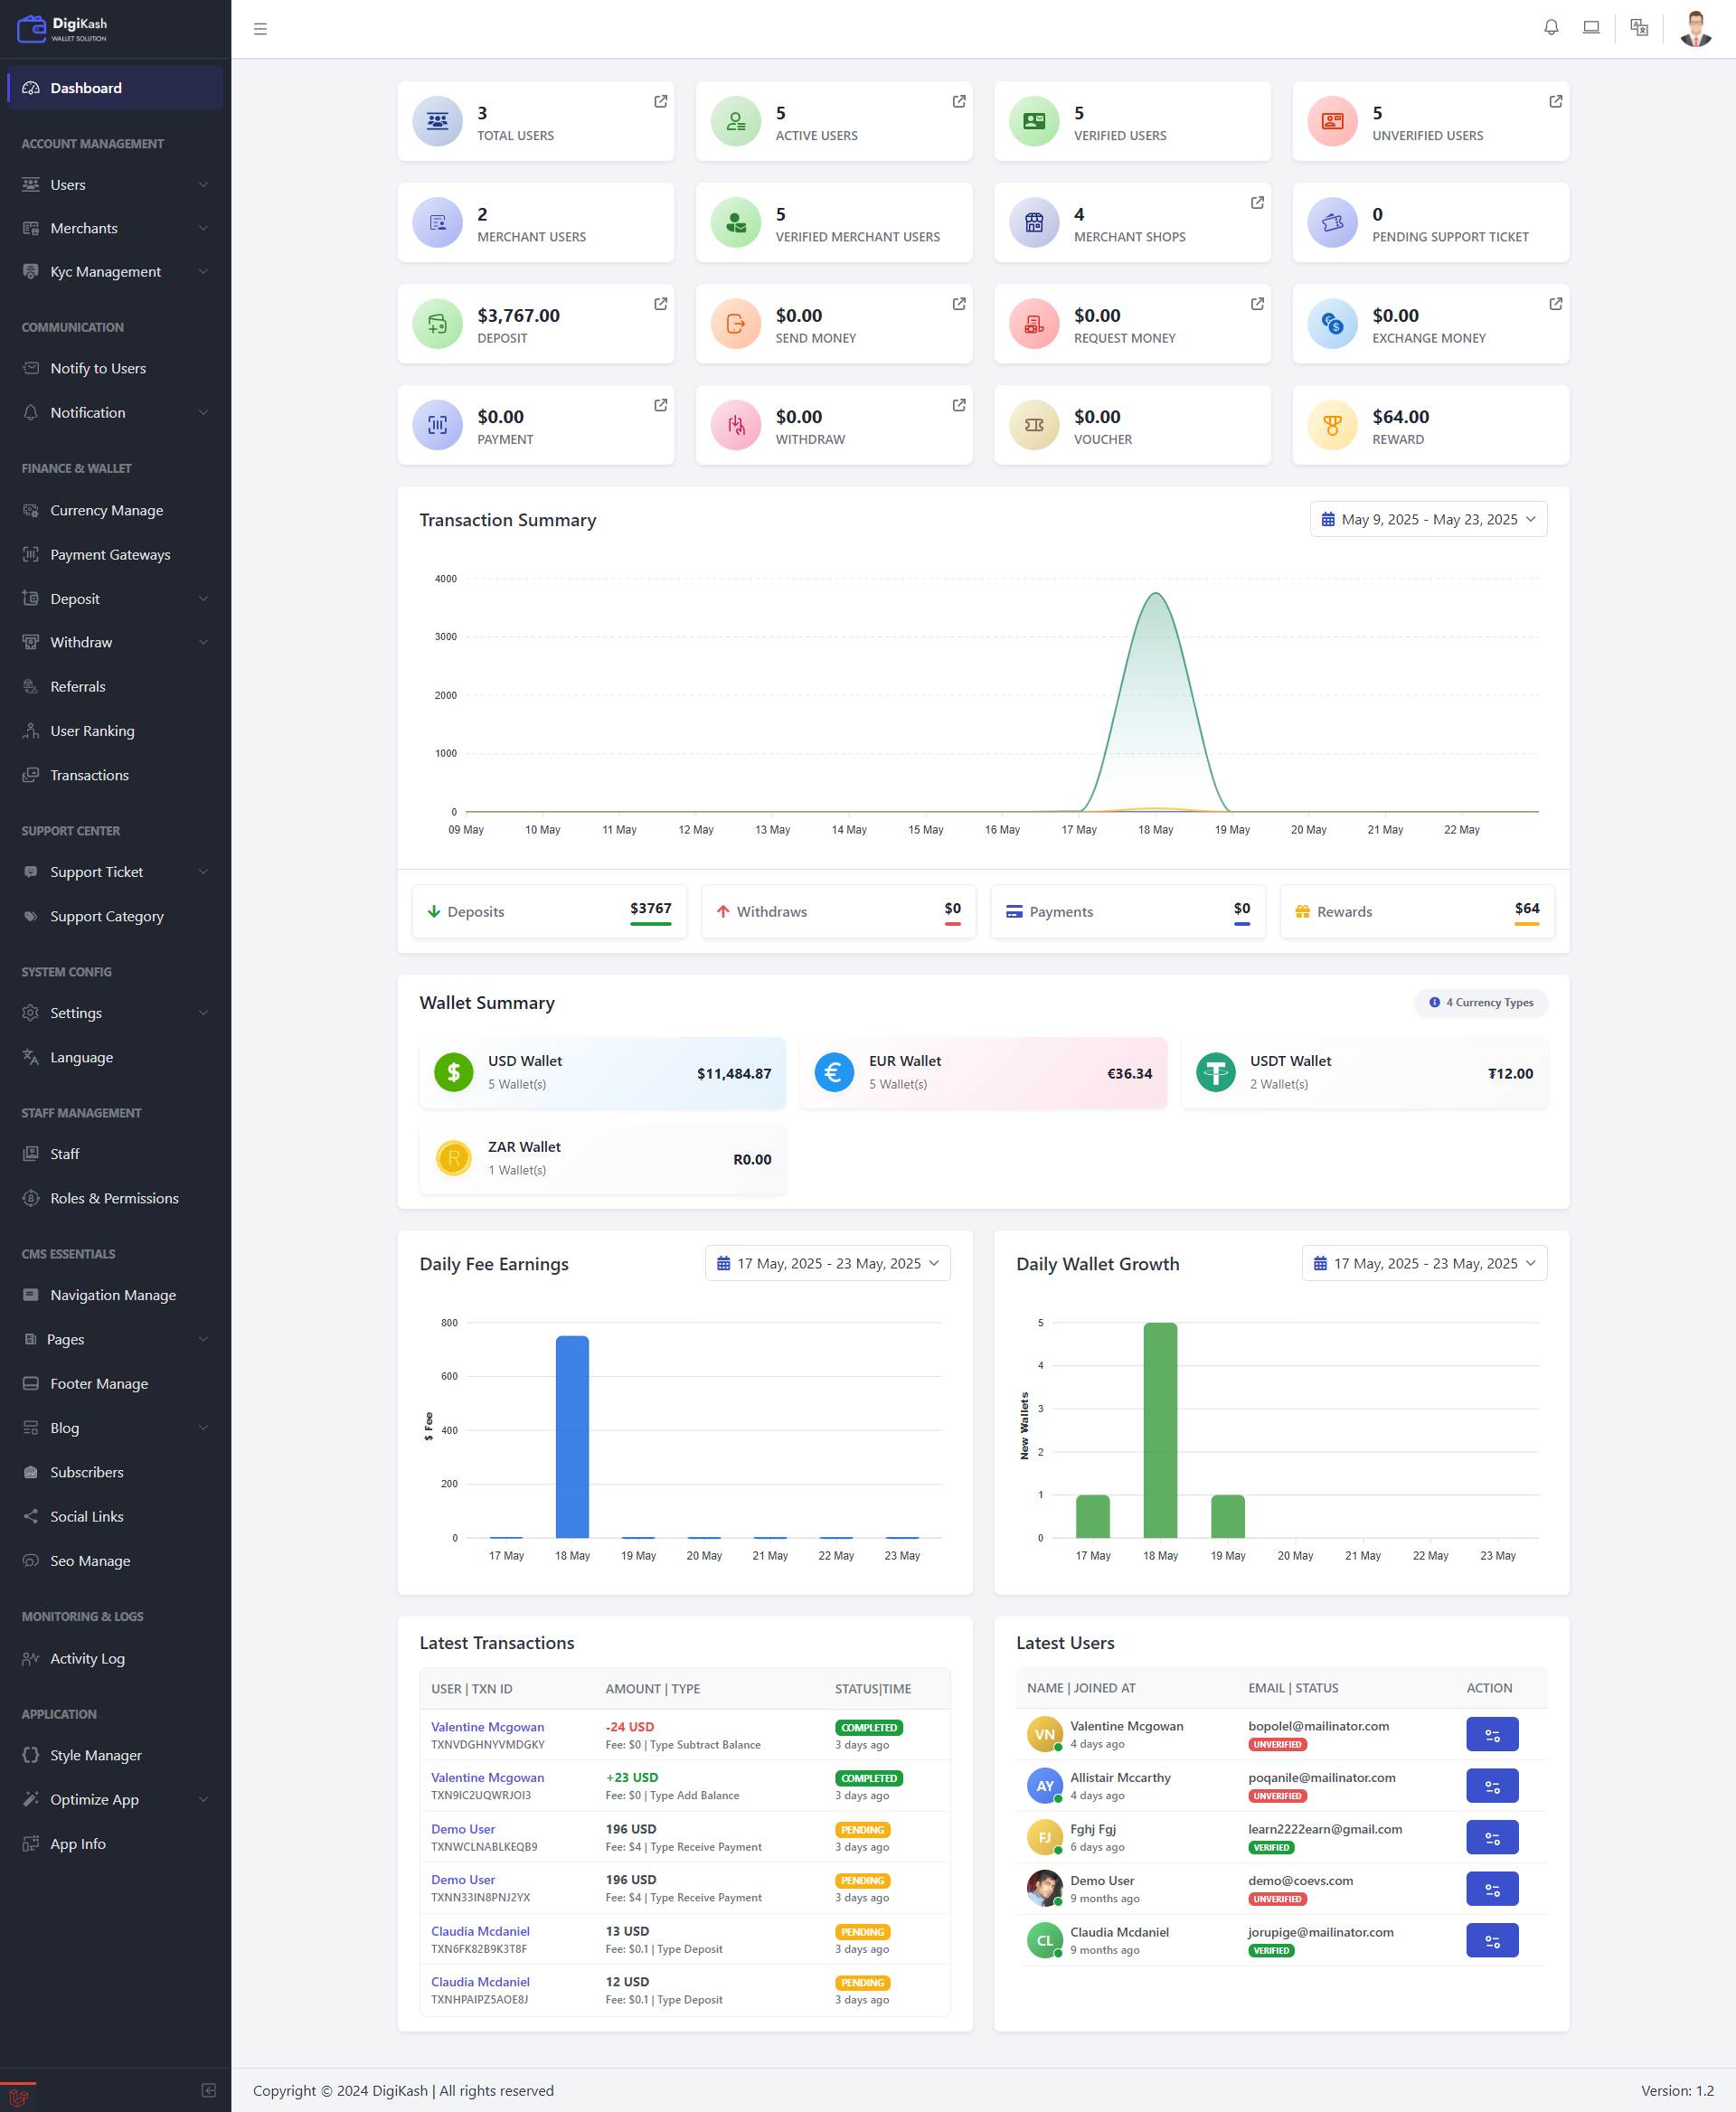 DigiKash
WALLET SOLUTION
Dashboard
ACCOUNT MANAGEMENT
Users
Merchants
Kyc Management
COMMUNICATION
Notify to Users
Notification
FINANCE & WALLET
Currency Manage
Payment Gateways
Deposit
Withdraw
Referrals
User Ranking
Transactions
SUPPORT CENTER
Support Ticket
Support Category
SYSTEM CONFIG
Settings
Language
STAFF MANAGEMENT
Staff
Roles & Permissions
CMS ESSENTIALS
Navigation Manage
Pages
Footer Manage
Blog
Subscribers
Social Links
Seo Manage
MONITORING & LOGS
Activity Log
APPLICATION
Style Manager
Optimize App
App Info
3
TOTAL USERS
5
ACTIVE USERS
5
VERIFIED USERS
5
UNVERIFIED USERS
2
MERCHANT USERS
5
VERIFIED MERCHANT USERS
4
MERCHANT SHOPS
0
PENDING SUPPORT TICKET
$3,767.00
DEPOSIT
$0.00
SEND MONEY
$0.00
REQUEST MONEY
$0.00
EXCHANGE MONEY
$0.00
PAYMENT
$0.00
WITHDRAW
$0.00
VOUCHER
$64.00
REWARD
Transaction Summary
May 9, 2025 - May 23, 2025
4000
3000
2000
1000
0
09 May 10 May 11 May 12 May 13 May 14 May 15 May 16 May 17 May 18 May 19 May 20 May 21 May 22 May
Deposits $3767
Withdraws $0
Payments $0
Rewards $64
Wallet Summary
4 Currency Types
USD Wallet
5 Wallet(s)
$11,484.87
EUR Wallet
5 Wallet(s)
€36.34
USDT Wallet
2 Wallet(s)
₮12.00
ZAR Wallet
1 Wallet(s)
R0.00
Daily Fee Earnings
17 May, 2025 - 23 May, 2025
$ Fee
800
600
400
200
0
17 May 18 May 19 May 20 May 21 May 22 May 23 May
Daily Wallet Growth
17 May, 2025 - 23 May, 2025
New Wallets
5
4
3
2
1
0
17 May 18 May 19 May 20 May 21 May 22 May 23 May
Latest Transactions
USER | TXN ID AMOUNT | TYPE STATUS|TIME
Valentine Mcgowan -24 USD COMPLETED
TXNVDGHNYVMDGKY Fee: $0 | Type Subtract Balance 3 days ago
Valentine Mcgowan +23 USD COMPLETED
TXN9IC2UQWRJOI3 Fee: $0 | Type Add Balance 3 days ago
Demo User 196 USD PENDING
TXNWCLNABLKEQB9 Fee: $4 | Type Receive Payment 3 days ago
Demo User 196 USD PENDING
TXNN33IN8PNJ2YX Fee: $4 | Type Receive Payment 3 days ago
Claudia Mcdaniel 13 USD PENDING
TXN6FK82B9K3T8F Fee: $0.1 | Type Deposit 3 days ago
Claudia Mcdaniel 12 USD PENDING
TXNHPAIPZ5AOE8J Fee: $0.1 | Type Deposit 3 days ago
Latest Users
NAME | JOINED AT EMAIL | STATUS ACTION
VN Valentine Mcgowan bopolel@mailinator.com
4 days ago UNVERIFIED
AY Allistair Mccarthy poqanile@mailinator.com
4 days ago UNVERIFIED
FJ Fghj Fgj learn2222earn@gmail.com
6 days ago VERIFIED
Demo User demo@coevs.com
9 months ago UNVERIFIED
CL Claudia Mcdaniel jorupige@mailinator.com
9 months ago VERIFIED
Copyright © 2024 DigiKash | All rights reserved
Version: 1.2